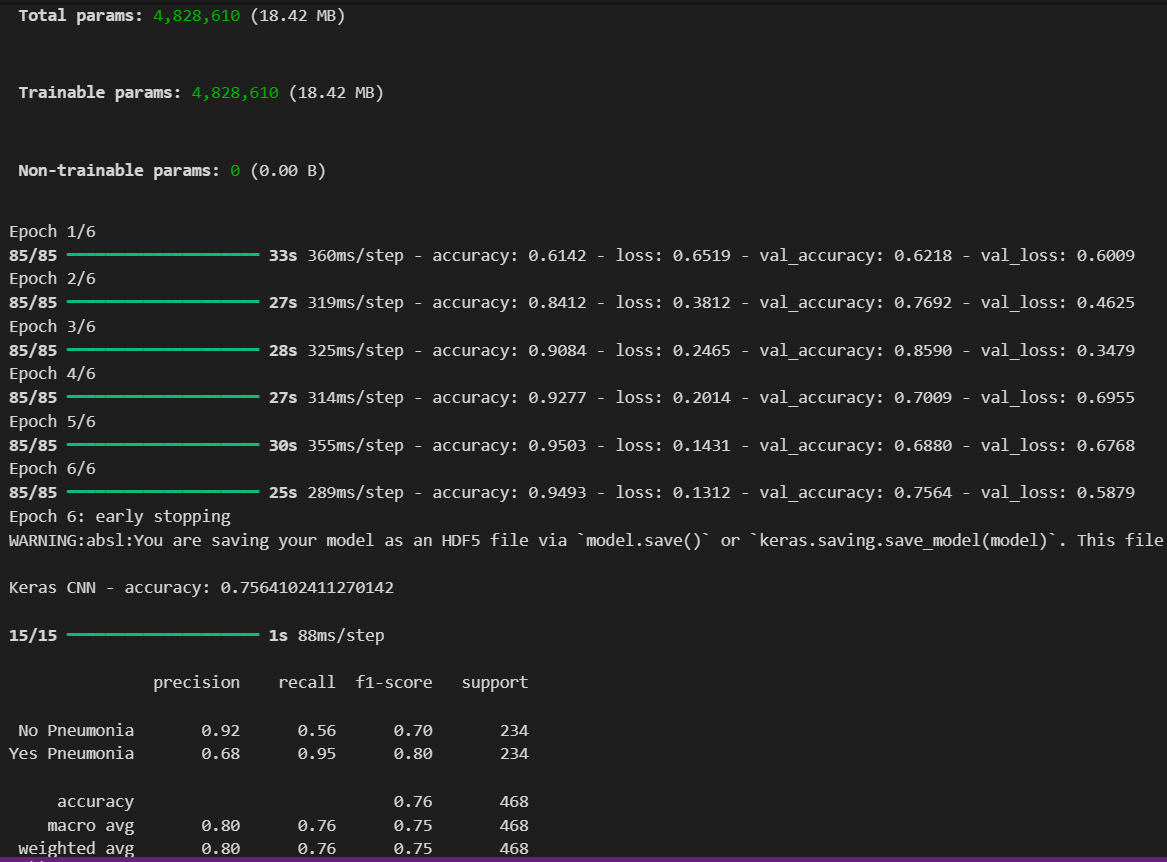 Total params: 4,828,610 (18.42 MB)
Trainable params: 4,828,610 (18.42 MB)
Non-trainable params: 0 (0.00 B)
Epoch 1/6
85/85 ━━━━━━━━━━━━━━━━━━━━ 33s 360ms/step - accuracy: 0.6142 - loss: 0.6519 - val_accuracy: 0.6218 - val_loss: 0.6009
Epoch 2/6
85/85 ━━━━━━━━━━━━━━━━━━━━ 27s 319ms/step - accuracy: 0.8412 - loss: 0.3812 - val_accuracy: 0.7692 - val_loss: 0.4625
Epoch 3/6
85/85 ━━━━━━━━━━━━━━━━━━━━ 28s 325ms/step - accuracy: 0.9084 - loss: 0.2465 - val_accuracy: 0.8590 - val_loss: 0.3479
Epoch 4/6
85/85 ━━━━━━━━━━━━━━━━━━━━ 27s 314ms/step - accuracy: 0.9277 - loss: 0.2014 - val_accuracy: 0.7009 - val_loss: 0.6955
Epoch 5/6
85/85 ━━━━━━━━━━━━━━━━━━━━ 30s 355ms/step - accuracy: 0.9503 - loss: 0.1431 - val_accuracy: 0.6880 - val_loss: 0.6768
Epoch 6/6
85/85 ━━━━━━━━━━━━━━━━━━━━ 25s 289ms/step - accuracy: 0.9493 - loss: 0.1312 - val_accuracy: 0.7564 - val_loss: 0.5879
Epoch 6: early stopping
WARNING:absl:You are saving your model as an HDF5 file via `model.save()` or `keras.saving.save_model(model)`. This file
Keras CNN - accuracy: 0.7564102411270142
15/15 ━━━━━━━━━━━━━━━━━━━━ 1s 88ms/step
precision recall f1-score support
No Pneumonia 0.92 0.56 0.70 234
Yes Pneumonia 0.68 0.95 0.80 234
accuracy 0.76 468
macro avg 0.80 0.76 0.75 468
weighted avg 0.80 0.76 0.75 468